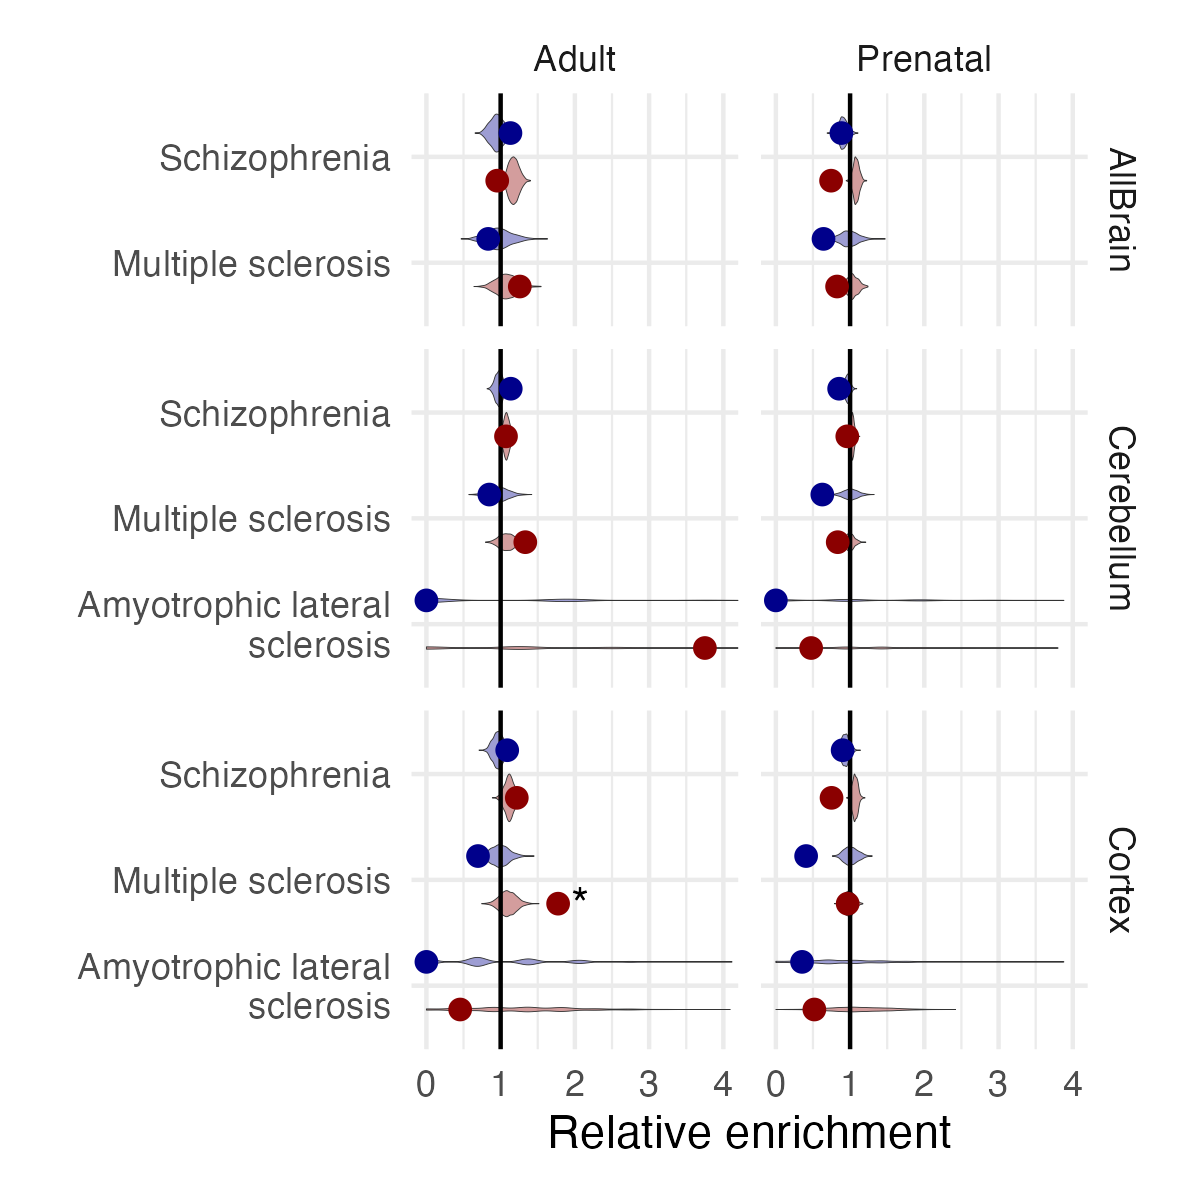 Adult
Prenatal
Schizophrenia
Multiple sclerosis
AllBrain
Schizophrenia
Multiple sclerosis
Amyotrophic lateral
sclerosis
Cerebellum
Schizophrenia
Multiple sclerosis
*
Amyotrophic lateral
sclerosis
Cortex
0 1 2 3 4 0 1 2 3 4
Relative enrichment